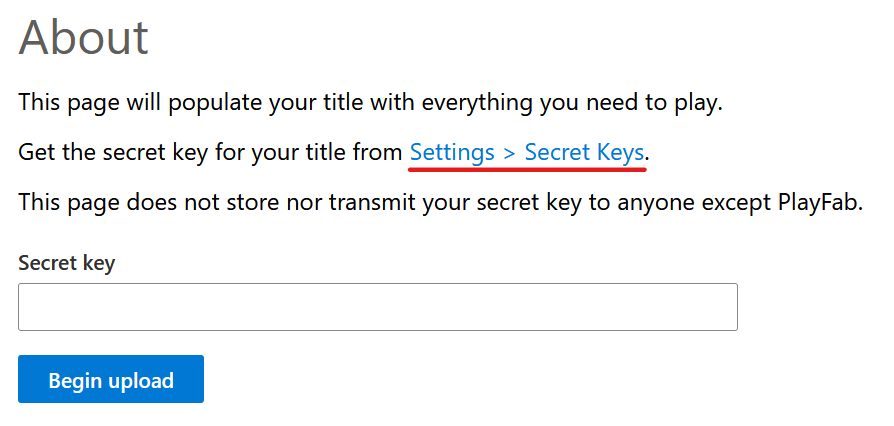 About
This page will populate your title with everything you need to play.
Get the secret key for your title from Settings > Secret Keys.
This page does not store nor transmit your secret key to anyone except PlayFab.
Secret key
Begin upload